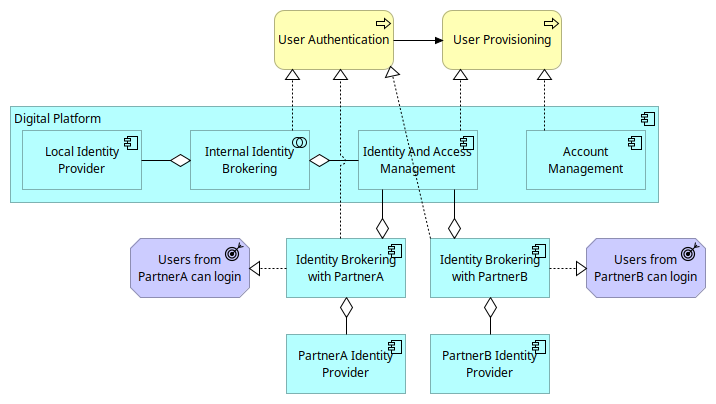 User Authentication
User Provisioning
Digital Platform
Local Identity
Provider
Internal Identity
Brokering
Identity And Access
Management
Account
Management
Users from
PartnerA can login
Identity Brokering
with PartnerA
Identity Brokering
with PartnerB
Users from
PartnerB can login
PartnerA Identity
Provider
PartnerB Identity
Provider